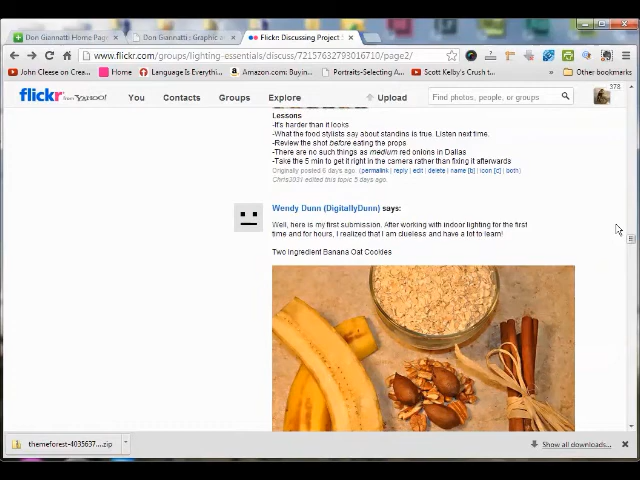 Don Giannatti Home Pag
Don Giannatti : Graphic a
Flickr: Discussing Project
www.flickr.com/groups/lighting-essentials/discuss/72157632793016710/page2/
John Cleese on Crea...
Home
Language Is Everythi...
Amazon.com: Buyin...
Portraits-Selecting A...
Scott Kelby's Crush t...
Other bookmarks
flickr from YAHOO!
You
Contacts
Groups
Explore
Upload
Find photos, people, or groups
378
Lessons
-It's harder than it looks
-What the food stylists say about standins is true. Listen next time.
-Review the shot before eating the props
-There are no such things as medium red onions in Dallas
-Take the 5 min to get it right in the camera rather than fixing it afterwards
Originally posted 6 days ago. (permalink | reply | edit | delete | name [b] | icon [c] | both)
Chris3931 edited this topic 5 days ago.
Wendy Dunn (DigitallyDunn) says:
Well, here is my first submission. After working with indoor lighting for the first
time and for hours, I realized that I am clueless and have a lot to learn!
Two Ingredient Banana Oat Cookies
themeforest-4035637....zip
Show all downloads...